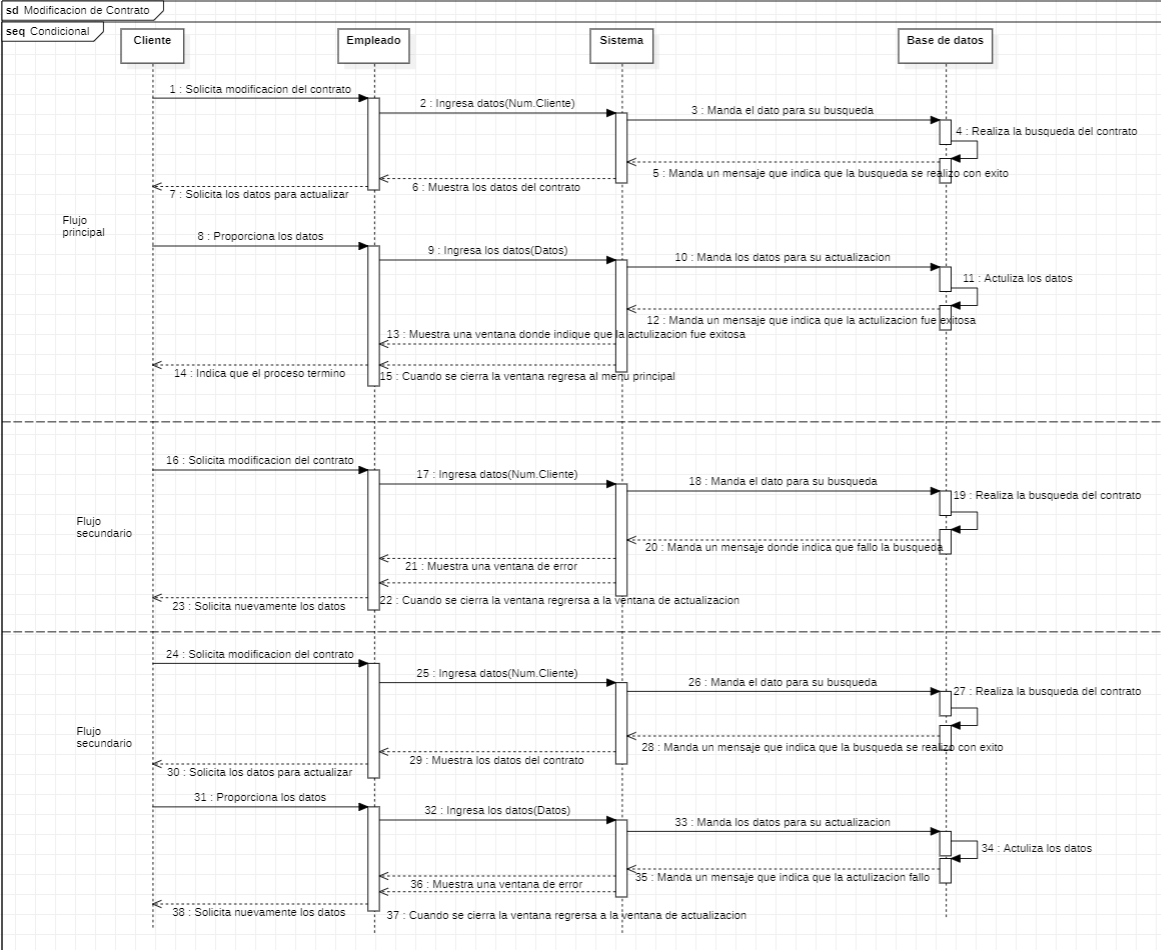 sd Modificacion de Contrato
seq Condicional
Cliente
Empleado
Sistema
Base de datos
1 : Solicita modificacion del contrato
2 : Ingresa datos(Num.Cliente)
3 : Manda el dato para su busqueda
4 : Realiza la busqueda del contrato
5 : Manda un mensaje que indica que la busqueda se realizo con exito
6 : Muestra los datos del contrato
7 : Solicita los datos para actualizar
Flujo
principal
8 : Proporciona los datos
9 : Ingresa los datos(Datos)
10 : Manda los datos para su actualizacion
11 : Actuliza los datos
12 : Manda un mensaje que indica que la actulizacion fue exitosa
13 : Muestra una ventana donde indique que la actulizacion fue exitosa
14 : Indica que el proceso termino
15 : Cuando se cierra la ventana regresa al menu principal
16 : Solicita modificacion del contrato
17 : Ingresa datos(Num.Cliente)
18 : Manda el dato para su busqueda
19 : Realiza la busqueda del contrato
Flujo
secundario
20 : Manda un mensaje donde indica que fallo la busqueda
21 : Muestra una ventana de error
22 : Cuando se cierra la ventana regrersa a la ventana de actualizacion
23 : Solicita nuevamente los datos
24 : Solicita modificacion del contrato
25 : Ingresa datos(Num.Cliente)
26 : Manda el dato para su busqueda
27 : Realiza la busqueda del contrato
Flujo
secundario
28 : Manda un mensaje que indica que la busqueda se realizo con exito
29 : Muestra los datos del contrato
30 : Solicita los datos para actualizar
31 : Proporciona los datos
32 : Ingresa los datos(Datos)
33 : Manda los datos para su actualizacion
34 : Actuliza los datos
35 : Manda un mensaje que indica que la actulizacion fallo
36 : Muestra una ventana de error
37 : Cuando se cierra la ventana regrersa a la ventana de actualizacion
38 : Solicita nuevamente los datos